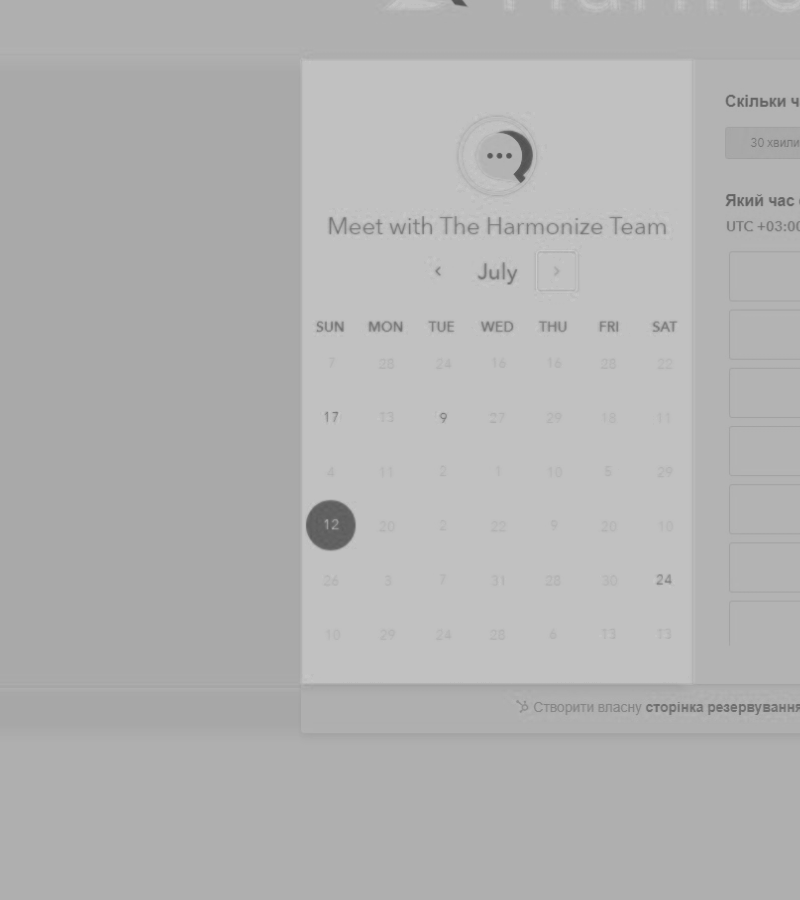 Meet with The Harmonize Team
July
SUN MON TUE WED THU FRI SAT
7 28 24 16 16 28 22
17 13 9 27 29 18 11
4 11 2 1 10 5 29
12 20 2 22 9 20 10
26 3 7 31 28 30 24
10 29 24 28 6 13 13
Скільки ч
30 хвили
Який час
UTC +03:00
Створити власну сторінка резервування